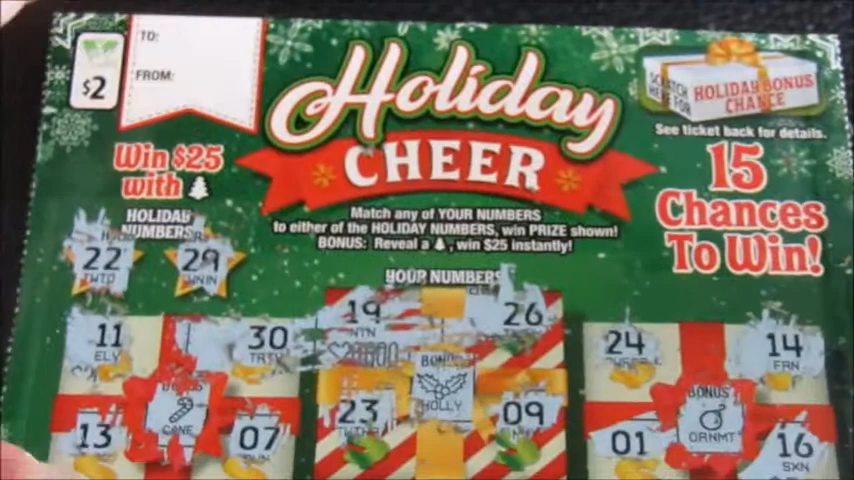 TO:
FROM:
$2
Holiday
CHEER
SCRATCH
HERE FOR
HOLIDAY BONUS
CHANCE
See ticket back for details.
Win $25
with
15
Chances
To Win!
Match any of YOUR NUMBERS
to either of the HOLIDAY NUMBERS, win PRIZE shown!
BONUS: Reveal a , win $25 instantly!
HOLIDAY
NUMBERS
22
TWTO
29
YOUR NUMBERS
11
ELV
30
TRTY
19
NTN
26
24
14
FRN
$20000
BONUS
CANE
BONUS
HOLLY
BONUS
ORNMT
13
07
23
09
01
16
SXN